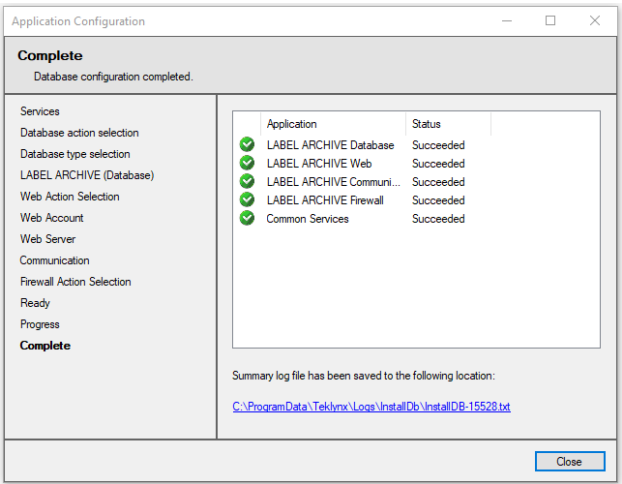 Application Configuration
Complete
Database configuration completed.
Services
Database action selection
Database type selection
LABEL ARCHIVE (Database)
Web Action Selection
Web Account
Web Server
Communication
Firewall Action Selection
Ready
Progress
Complete
Application Status
LABEL ARCHIVE Database Succeeded
LABEL ARCHIVE Web Succeeded
LABEL ARCHIVE Communi... Succeeded
LABEL ARCHIVE Firewall Succeeded
Common Services Succeeded
Summary log file has been saved to the following location:
C:\ProgramData\Teklynx\Logs\InstallDb\InstallDB-15528.txt
Close